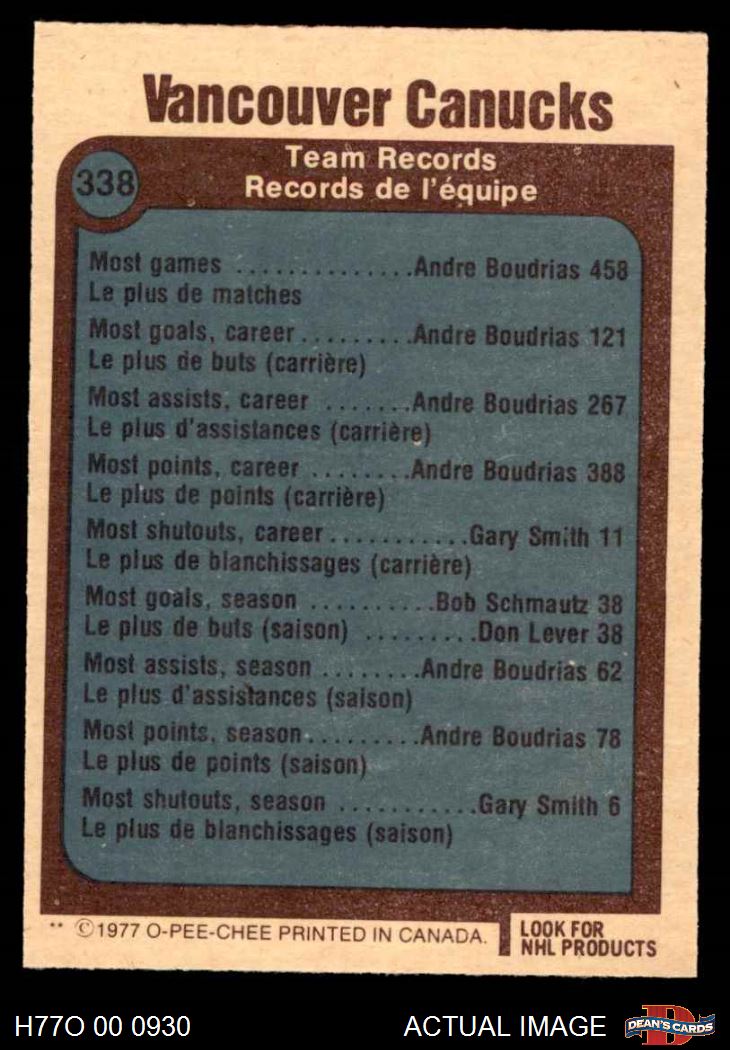 Vancouver Canucks
338
Team Records
Records de l'équipe
Most games ..............Andre Boudrias 458
Le plus de matches
Most goals, career.........Andre Boudrias 121
Le plus de buts (carrière)
Most assists, career .......Andre Boudrias 267
Le plus d'assistances (carrière)
Most points, career ........Andre Boudrias 388
Le plus de points (carrière)
Most shutouts, career...........Gary Smith 11
Le plus de blanchissages (carrière)
Most goals, season ..........Bob Schmautz 38
Le plus de buts (saison) .........Don Lever 38
Most assists, season ........Andre Boudrias 62
Le plus d'assistances (saison)
Most points, season.........Andre Boudrias 78
Le plus de points (saison)
Most shutouts, season ...........Gary Smith 6
Le plus de blanchissages (saison)
** ©1977 O-PEE-CHEE PRINTED IN CANADA.
LOOK FOR
NHL PRODUCTS
H77O 00 0930
ACTUAL IMAGE
DEAN'S CARDS